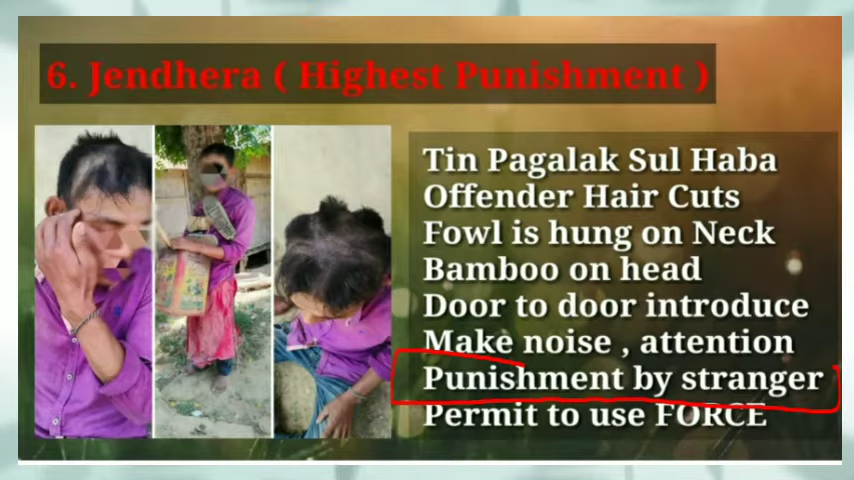 6. Jendhera ( Highest Punishment )
Tin Pagalak Sul Haba
Offender Hair Cuts
Fowl is hung on Neck
Bamboo on head
Door to door introduce
Make noise , attention
Punishment by stranger
Permit to use FORCE